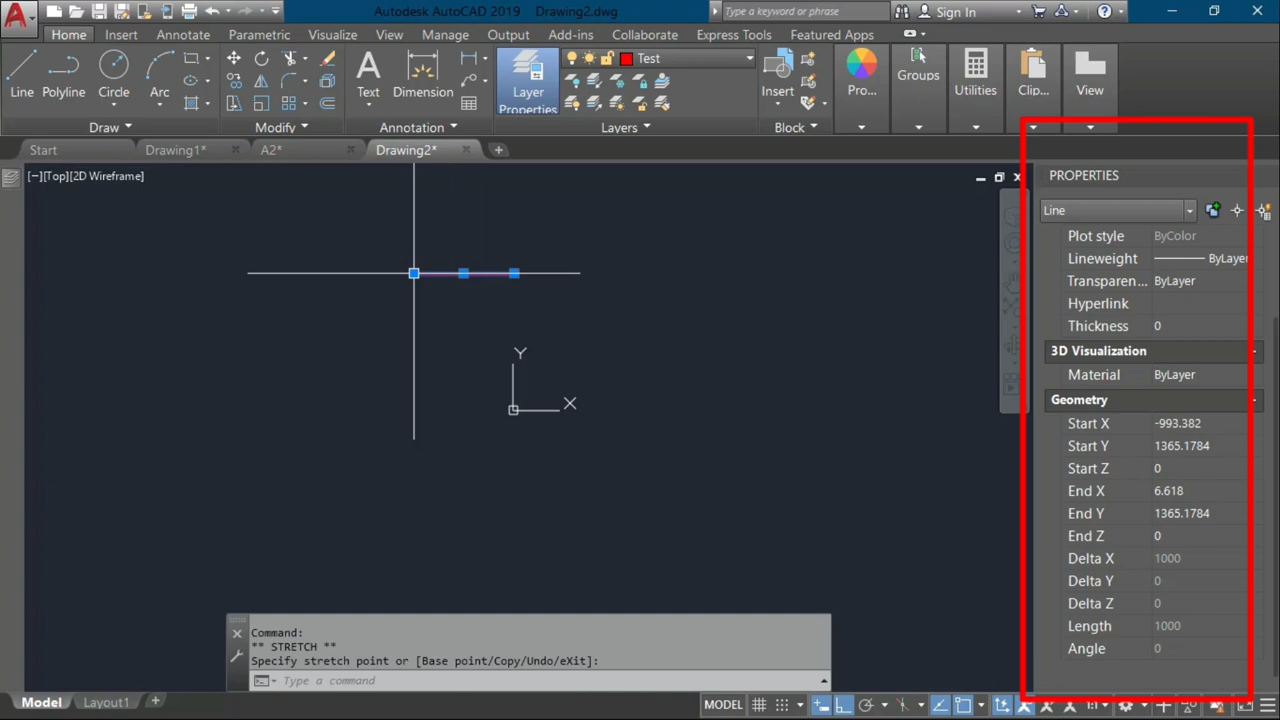 Autodesk AutoCAD 2019 Drawing2.dwg
Type a keyword or phrase
Sign In
Home Insert Annotate Parametric Visualize View Manage Output Add-ins Collaborate Express Tools Featured Apps
Line Polyline Circle Arc
Text Dimension
Layer Properties
Test
Insert
Pro...
Groups
Utilities
Clip...
View
Draw Modify Annotation Layers Block
Start Drawing1* A2* Drawing2*
[−][Top][2D Wireframe]
PROPERTIES
Line
Plot style ByColor
Lineweight ByLayer
Transparen... ByLayer
Hyperlink
Thickness 0
3D Visualization
Material ByLayer
Geometry
Start X -993.382
Start Y 1365.1784
Start Z 0
End X 6.618
End Y 1365.1784
End Z 0
Delta X 1000
Delta Y 0
Delta Z 0
Length 1000
Angle 0
Y
X
Command:
** STRETCH **
Specify stretch point or [Base point/Copy/Undo/eXit]:
Type a command
Model Layout1
MODEL
1:1